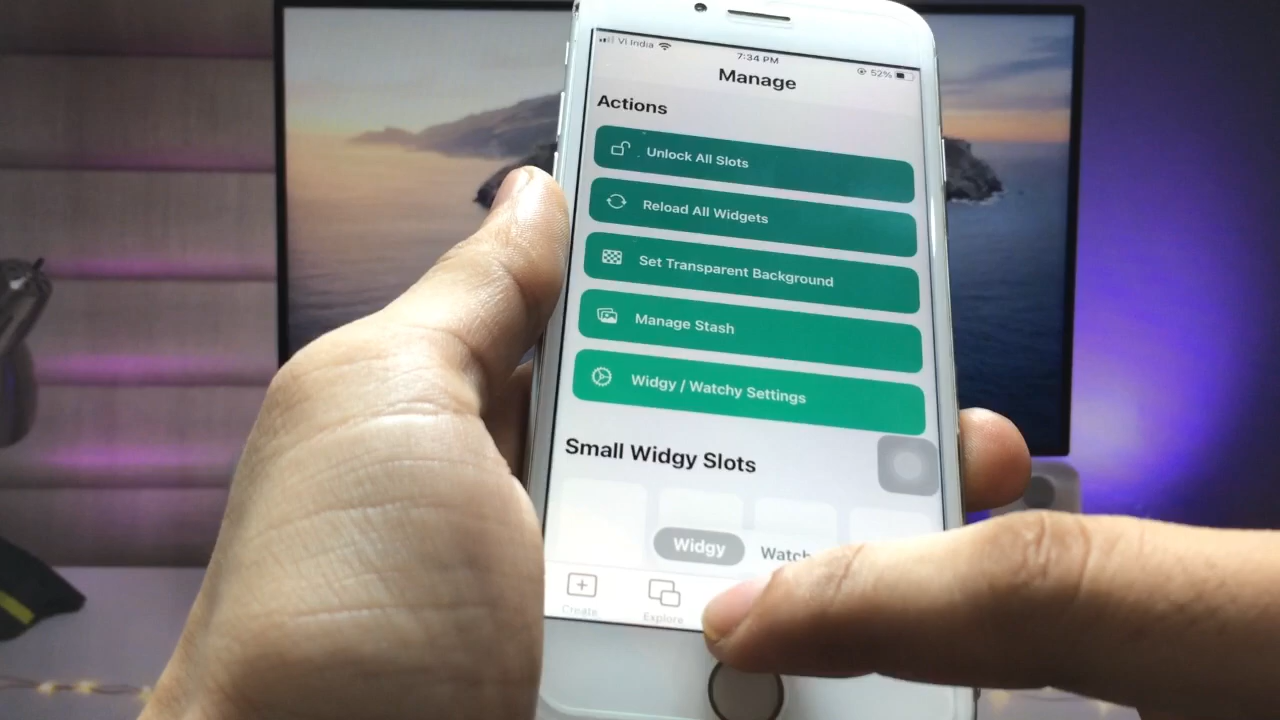 Vi India
7:34 PM
52%
Manage
Actions
Unlock All Slots
Reload All Widgets
Set Transparent Background
Manage Stash
Widgy / Watchy Settings
Small Widgy Slots
Widgy
Create
Explore